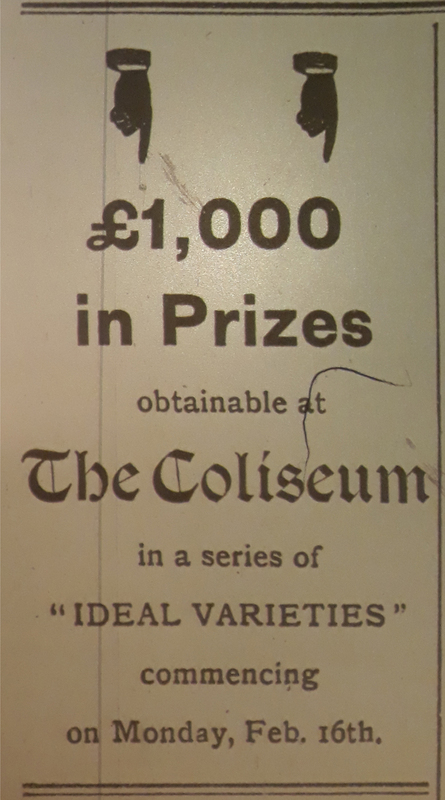 £1,000
in Prizes
obtainable at
The Coliseum
in a series of
"IDEAL VARIETIES"
commencing
on Monday, Feb. 16th.